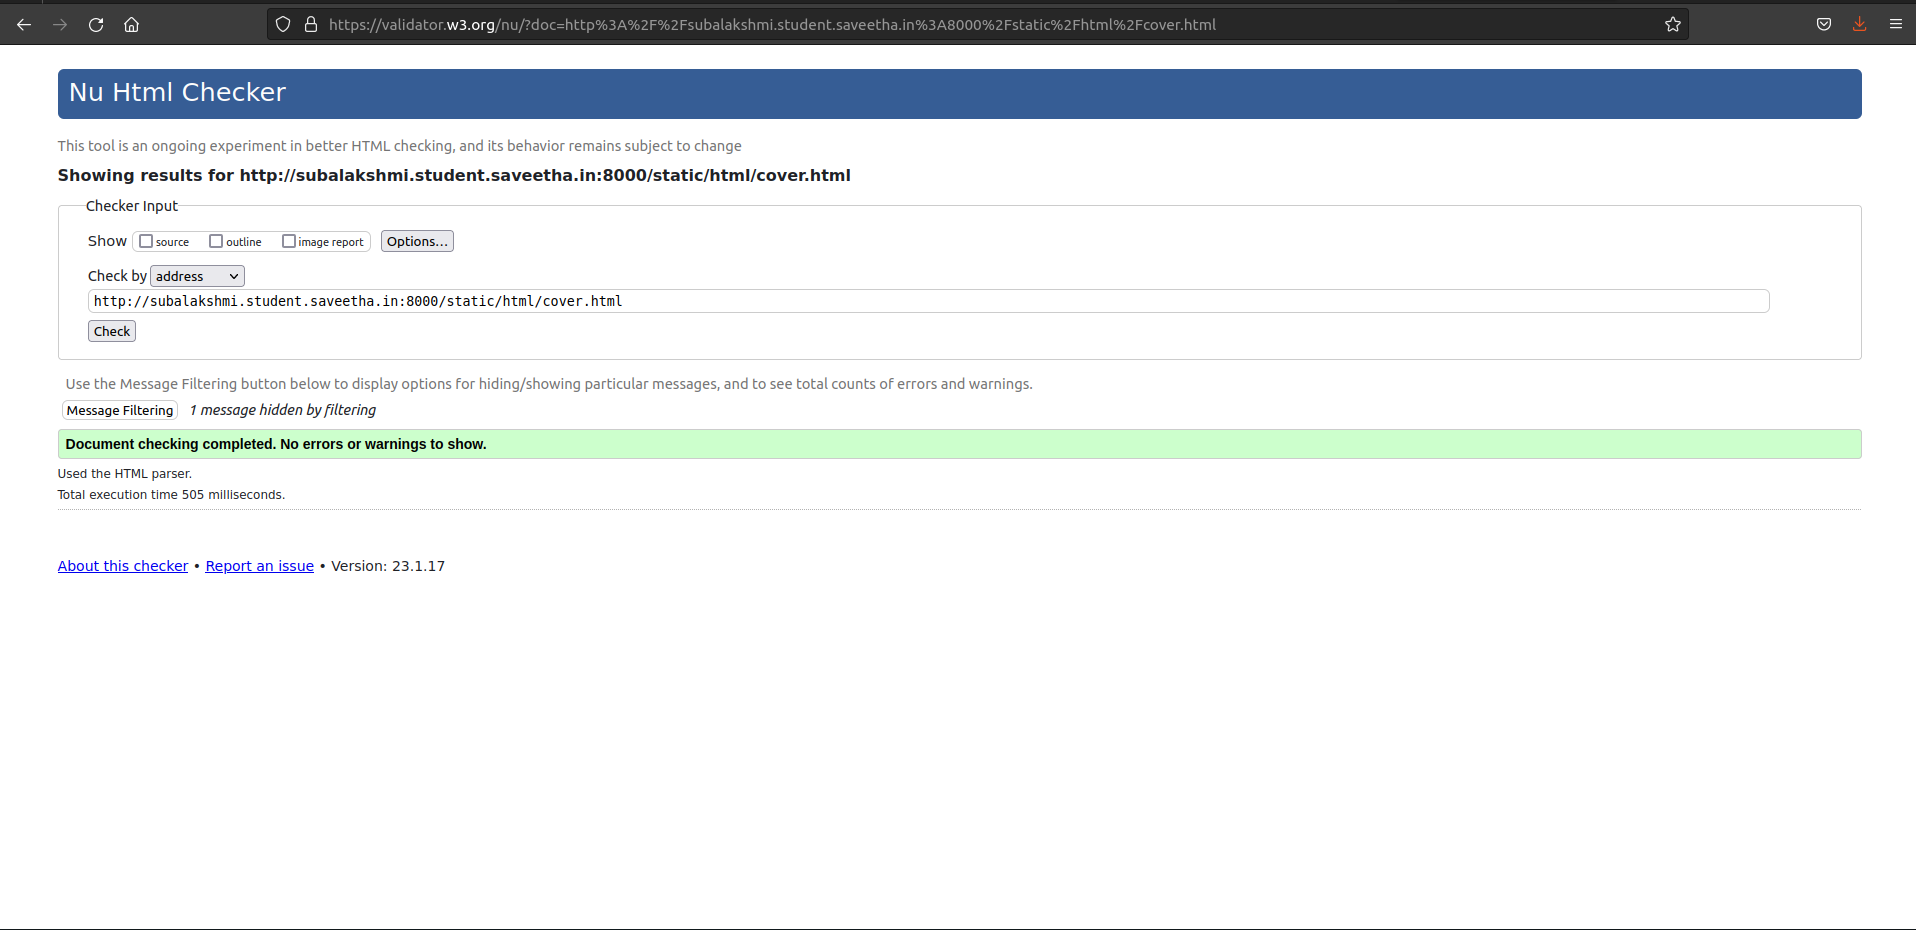 https://validator.w3.org/nu/?doc=http%3A%2F%2Fsubalakshmi.student.saveetha.in%3A8000%2Fstatic%2Fhtml%2Fcover.html
Nu Html Checker
This tool is an ongoing experiment in better HTML checking, and its behavior remains subject to change
Showing results for http://subalakshmi.student.saveetha.in:8000/static/html/cover.html
Checker Input
Show source outline image report Options...
Check by address
http://subalakshmi.student.saveetha.in:8000/static/html/cover.html
Check
Use the Message Filtering button below to display options for hiding/showing particular messages, and to see total counts of errors and warnings.
Message Filtering 1 message hidden by filtering
Document checking completed. No errors or warnings to show.
Used the HTML parser.
Total execution time 505 milliseconds.
About this checker • Report an issue • Version: 23.1.17